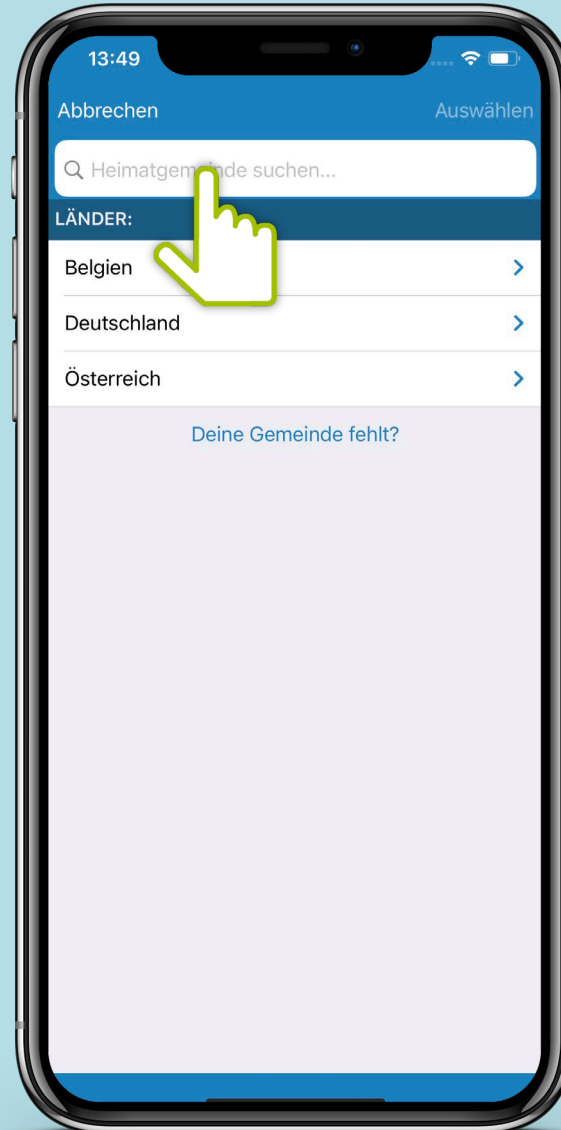 13:49
Abbrechen
Auswählen
Heimatgemeinde suchen...
LÄNDER:
Belgien
Deutschland
Österreich
Deine Gemeinde fehlt?